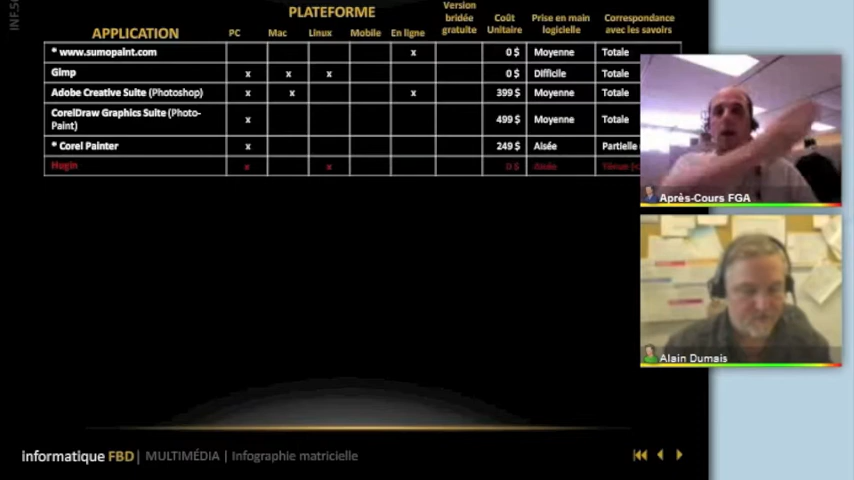 INF.5
PLATEFORME
Version bridée gratuite
Coût Unitaire
Prise en main logicielle
Correspondance avec les savoirs
APPLICATION PC Mac Linux Mobile En ligne
* www.sumopaint.com x 0 $ Moyenne Totale
Gimp x x x 0 $ Difficile Totale
Adobe Creative Suite (Photoshop) x x x 399 $ Moyenne Totale
CorelDraw Graphics Suite (Photo-
Paint) x 499 $ Moyenne Totale
* Corel Painter x 249 $ Aisée Partielle
Hugin x x 0 $ Aisée
Après-Cours FGA
Alain Dumais
informatique FBD | MULTIMÉDIA | Infographie matricielle